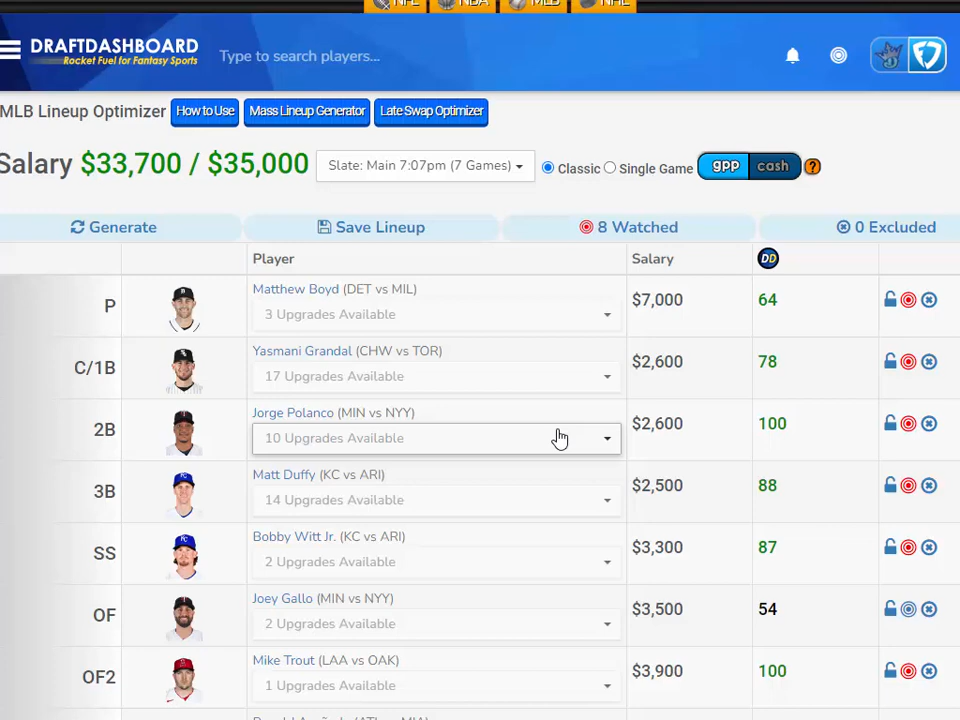 NFL NBA MLB NHL
DRAFTDASHBOARD
Rocket Fuel for Fantasy Sports
Type to search players...
MLB Lineup Optimizer How to Use Mass Lineup Generator Late Swap Optimizer
Salary $33,700 / $35,000 Slate: Main 7:07pm (7 Games) Classic Single Game gpp cash ?
Generate Save Lineup 8 Watched 0 Excluded
Player Salary DD
P Matthew Boyd (DET vs MIL) $7,000 64
3 Upgrades Available
C/1B Yasmani Grandal (CHW vs TOR) $2,600 78
17 Upgrades Available
2B Jorge Polanco (MIN vs NYY) $2,600 100
10 Upgrades Available
3B Matt Duffy (KC vs ARI) $2,500 88
14 Upgrades Available
SS Bobby Witt Jr. (KC vs ARI) $3,300 87
2 Upgrades Available
OF Joey Gallo (MIN vs NYY) $3,500 54
2 Upgrades Available
OF2 Mike Trout (LAA vs OAK) $3,900 100
1 Upgrades Available